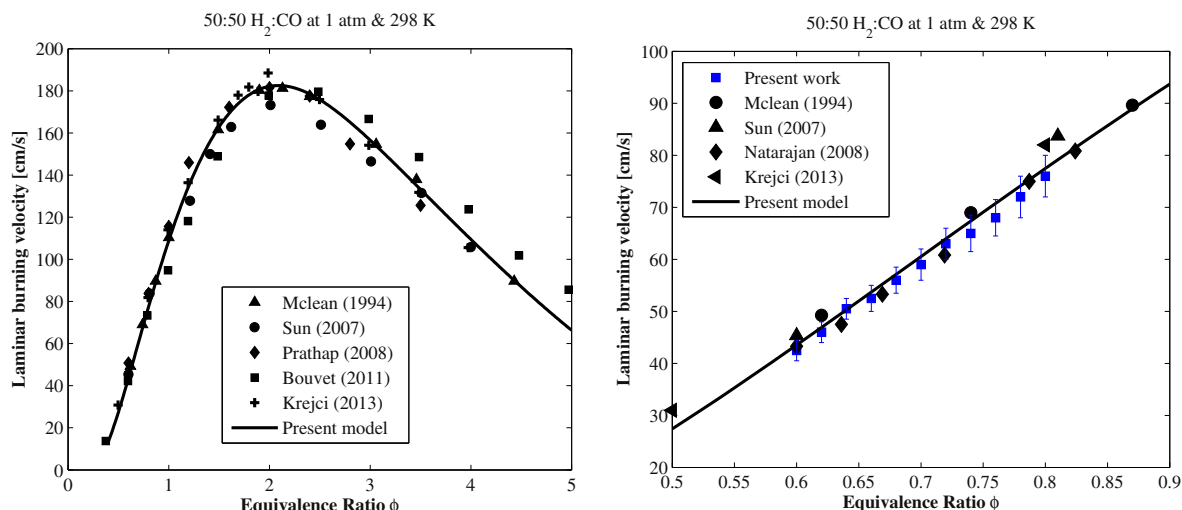 50:50 H2:CO at 1 atm & 298 K
Laminar burning velocity [cm/s]
200
180
160
140
120
100
80
60
40
20
0
Mclean (1994)
Sun (2007)
Prathap (2008)
Bouvet (2011)
Krejci (2013)
Present model
0 1 2 3 4 5
Equivalence Ratio ϕ
50:50 H2:CO at 1 atm & 298 K
Laminar burning velocity [cm/s]
100
90
80
70
60
50
40
30
20
Present work
Mclean (1994)
Sun (2007)
Natarajan (2008)
Krejci (2013)
Present model
0.5 0.55 0.6 0.65 0.7 0.75 0.8 0.85 0.9
Equivalence Ratio ϕ